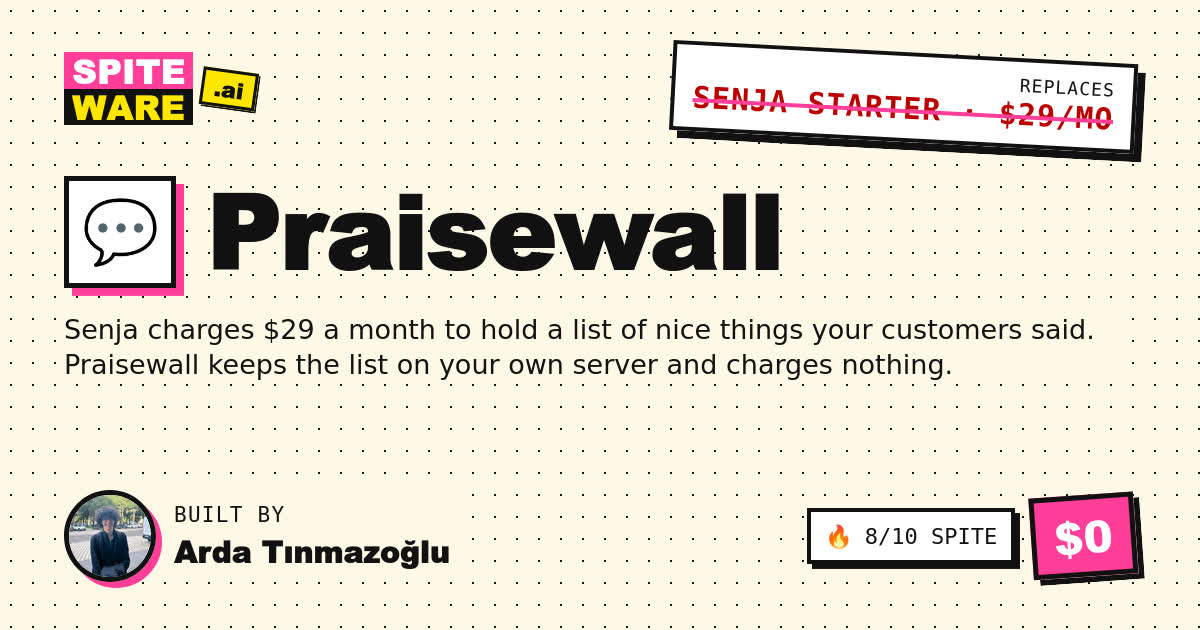 SPITE
WARE
.ai
REPLACES
SENJA STARTER · $29/MO
Praisewall
Senja charges $29 a month to hold a list of nice things your customers said.
Praisewall keeps the list on your own server and charges nothing.
BUILT BY
Arda Tınmazoğlu
🔥 8/10 SPITE
$0